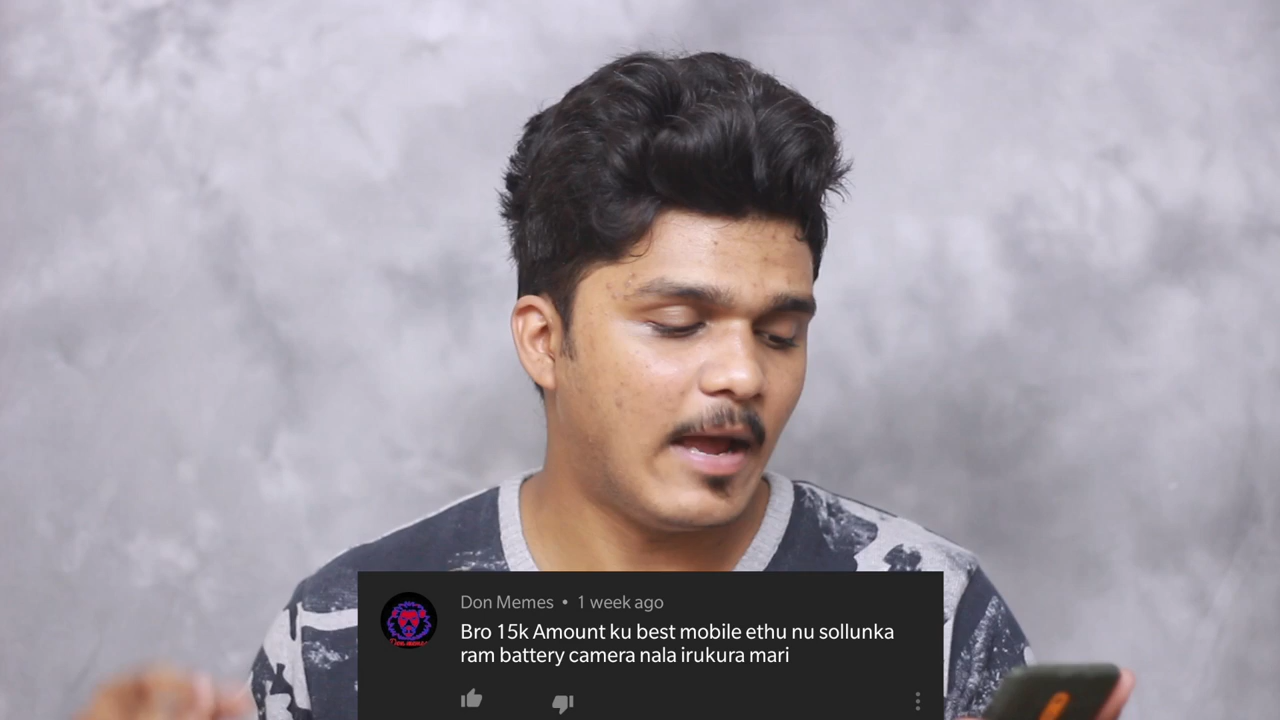 Don Memes • 1 week ago
Bro 15k Amount ku best mobile ethu nu sollunka
ram battery camera nala irukura mari